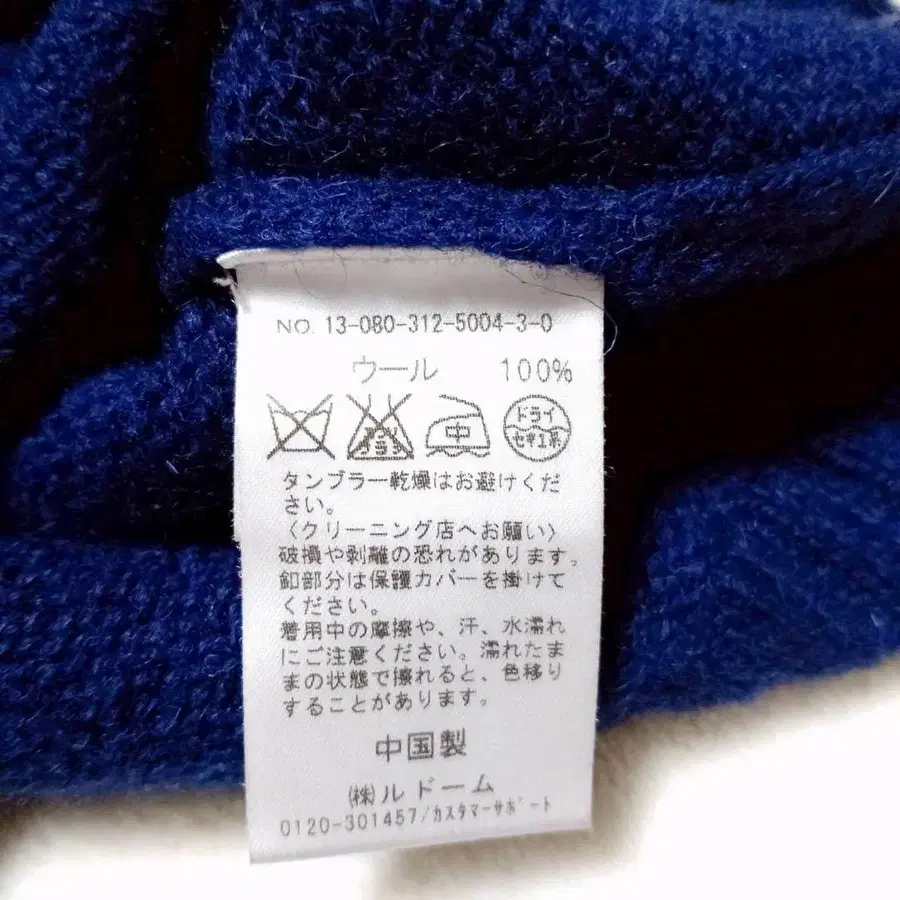 NO. 13-080-312-5004-3-0
ウール 100%
エンソ
サラシ
中
ドライ
セキユ系
タンブラー乾燥はお避けくだ
さい。
〈クリーニング店へお願い〉
破損や剥離の恐れがあります。
釦部分は保護カバーを掛けて
ください。
着用中の摩擦や、汗、水濡れ
にご注意ください。濡れたま
まの状態で擦れると、色移り
することがあります。
中国製
(株)ルドーム
0120-301457/カスタマーサポート